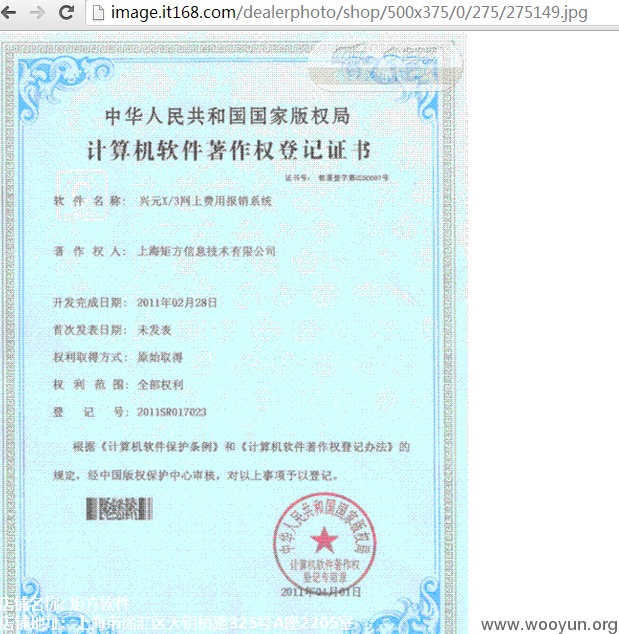 image.it168.com/dealerphoto/shop/500x375/0/275/275149.jpg
中华人民共和国国家版权局
计算机软件著作权登记证书
证书号: 软著登字第
软件名称: 兴元X/3网上费用报销系统
著作权人: 上海矩方信息技术有限公司
开发完成日期: 2011年02月28日
首次发表日期: 未发表
权利取得方式: 原始取得
权利范围: 全部权利
登记号: 2011SR017023
根据《计算机软件保护条例》和《计算机软件著作权登记办法》的
规定，经中国版权保护中心审核，对以上事项予以登记。
中华人民共和国国家版权局
计算机软件著作权
登记专用章
2011年04月01日
店铺名称: 矩方软件
店铺地址: 上海市徐汇区天钥桥路325号A座2205室
www.wooyun.org